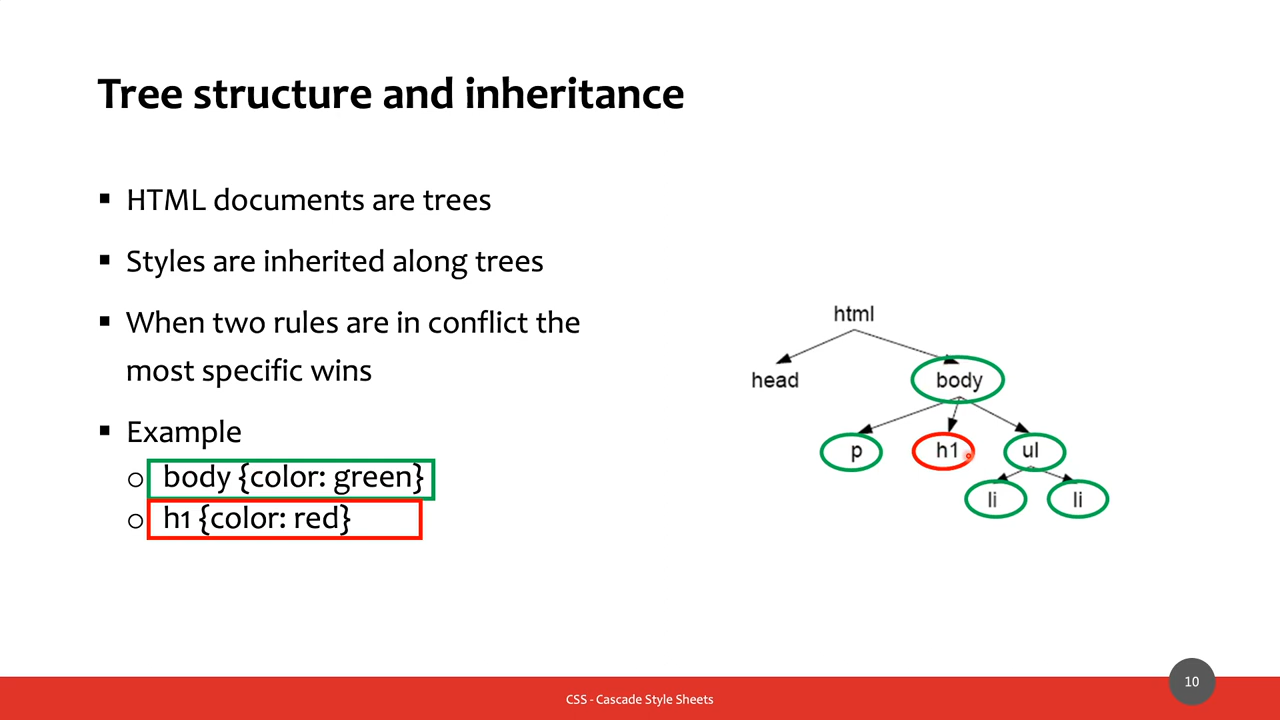 Tree structure and inheritance
▪ HTML documents are trees
▪ Styles are inherited along trees
▪ When two rules are in conflict the
most specific wins
▪ Example
o body {color: green}
o h1 {color: red}
html
head
body
p
h1
ul
li
li
10
CSS - Cascade Style Sheets